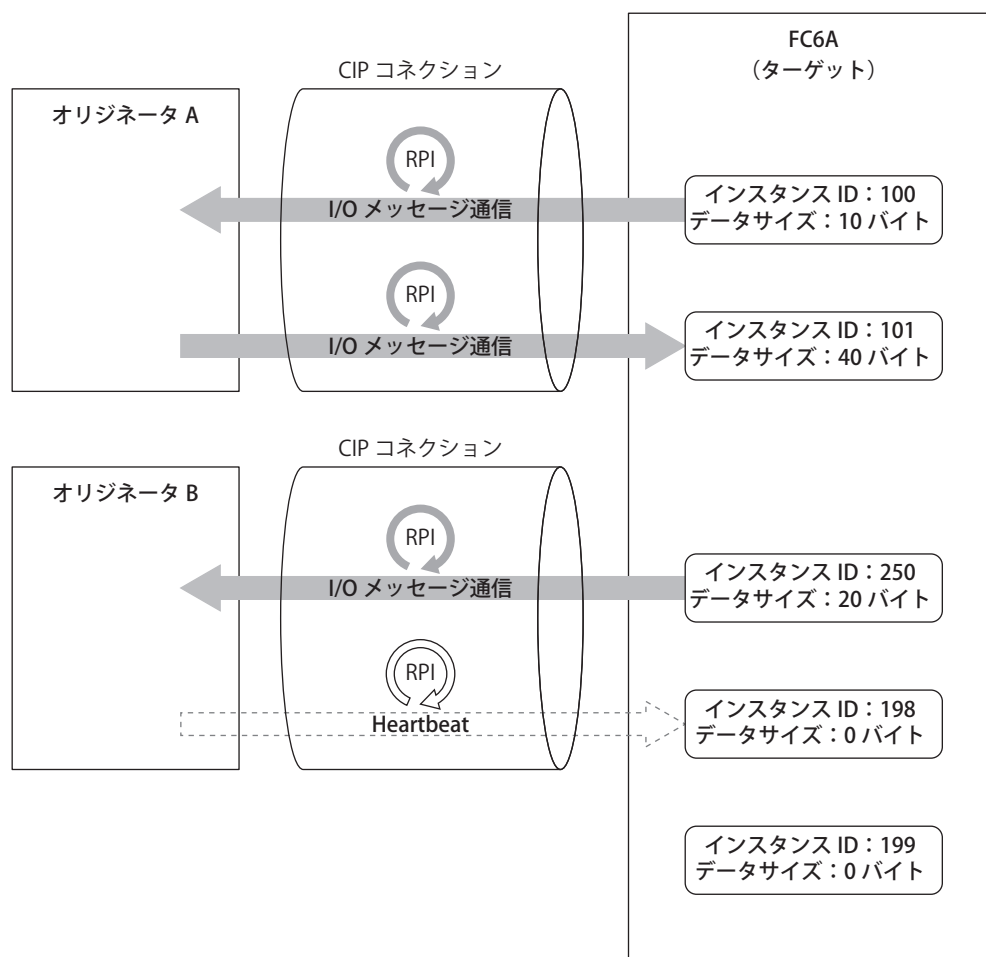 FC6A
（ターゲット）
CIP コネクション
オリジネータ A
RPI
I/O メッセージ通信
インスタンス ID：100
データサイズ：10 バイト
RPI
I/O メッセージ通信
インスタンス ID：101
データサイズ：40 バイト
CIP コネクション
オリジネータ B
RPI
I/O メッセージ通信
インスタンス ID：250
データサイズ：20 バイト
RPI
Heartbeat
インスタンス ID：198
データサイズ：0 バイト
インスタンス ID：199
データサイズ：0 バイト